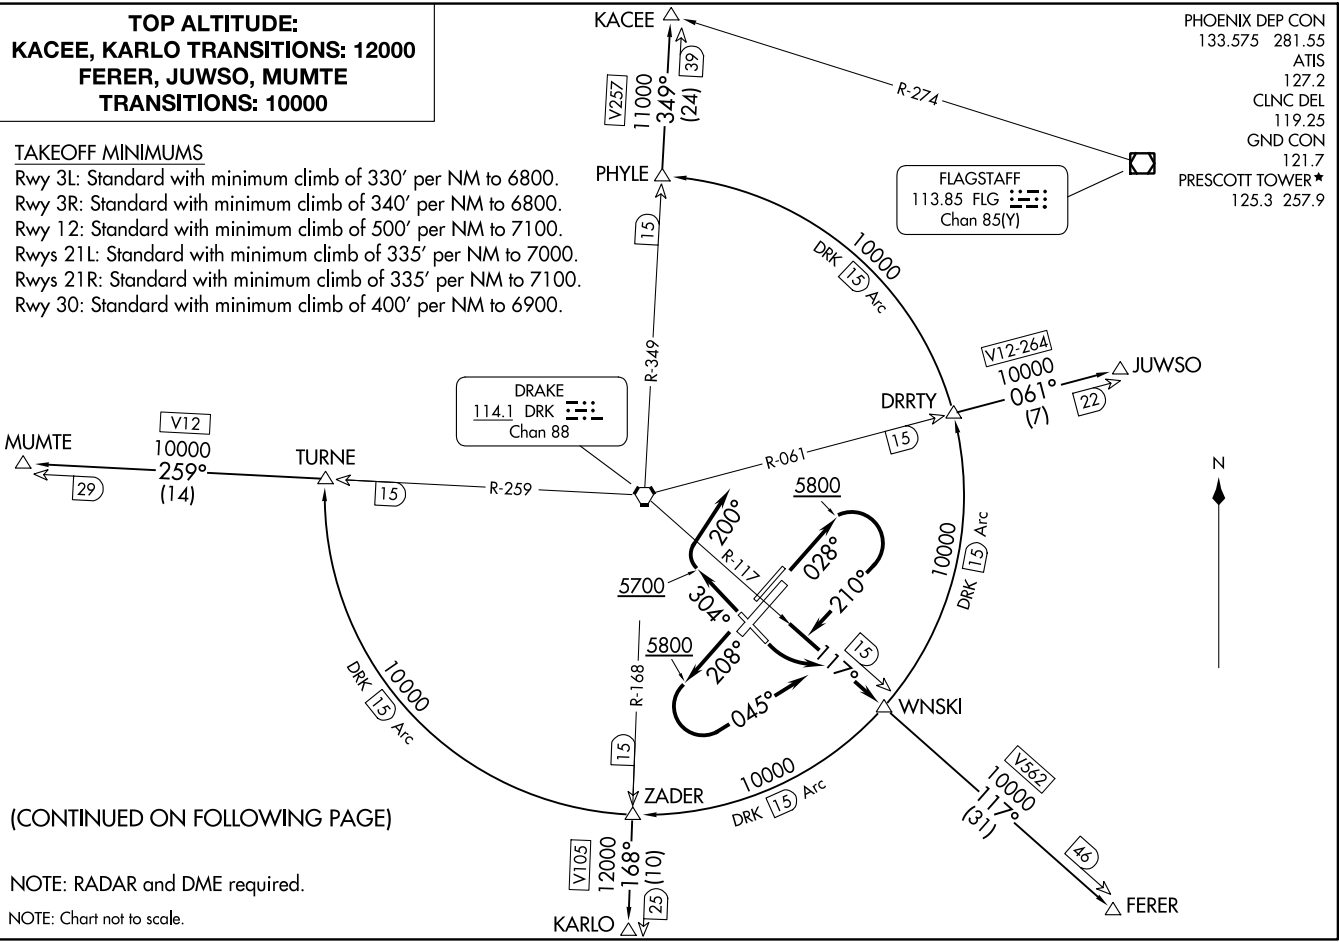 TOP ALTITUDE:
KACEE, KARLO TRANSITIONS: 12000
FERER, JUWSO, MUMTE
TRANSITIONS: 10000
TAKEOFF MINIMUMS
Rwy 3L: Standard with minimum climb of 330' per NM to 6800.
Rwy 3R: Standard with minimum climb of 340' per NM to 6800.
Rwy 12: Standard with minimum climb of 500' per NM to 7100.
Rwys 21L: Standard with minimum climb of 335' per NM to 7000.
Rwys 21R: Standard with minimum climb of 335' per NM to 7100.
Rwy 30: Standard with minimum climb of 400' per NM to 6900.
PHOENIX DEP CON
133.575 281.55
ATIS
127.2
CLNC DEL
119.25
GND CON
121.7
PRESCOTT TOWER★
125.3 257.9
KACEE
39
V257
11000
349°
(24)
R-274
FLAGSTAFF
113.85 FLG
Chan 85(Y)
PHYLE
15
R-349
10000
DRK 15 Arc
V12-264
10000
061°
(7)
22
JUWSO
DRRTY
15
R-061
DRAKE
114.1 DRK
Chan 88
MUMTE
V12
10000
259°
(14)
29
TURNE
15
R-259
N
5800
028°
210°
200°
R-117
5700
304°
5800
208°
045°
117°
15
10000
DRK 15 Arc
WNSKI
R-168
15
10000
DRK 15 Arc
10000
DRK 15 Arc
ZADER
V562
10000
117°
(31)
46
FERER
V105
12000
168°
(10)
25
KARLO
(CONTINUED ON FOLLOWING PAGE)
NOTE: RADAR and DME required.
NOTE: Chart not to scale.